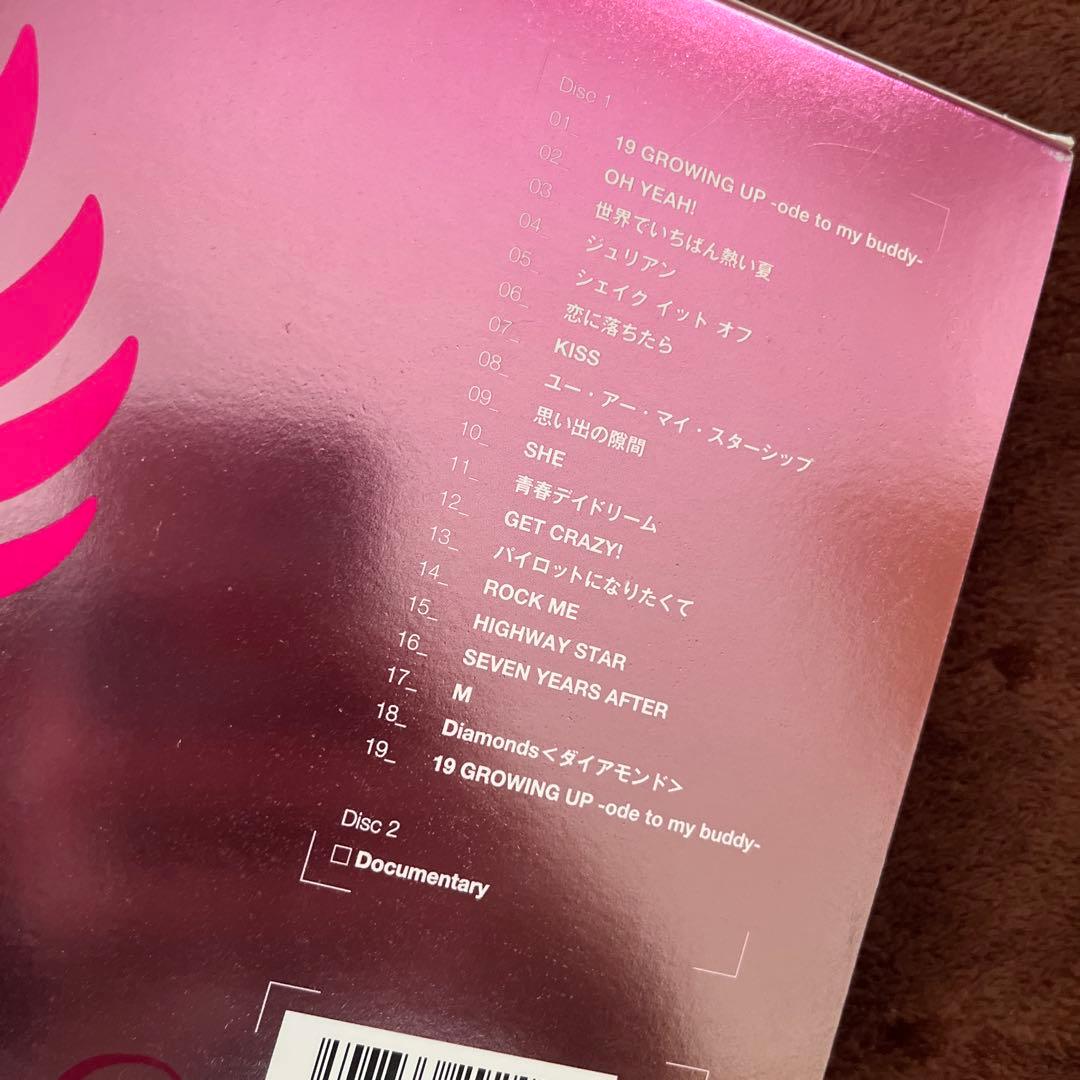 Disc 1
01_ 19 GROWING UP -ode to my buddy-
02_ OH YEAH!
03 世界でいちばん熱い夏
04_ ジュリアン
05_ シェイク イット オフ
06_ 恋に落ちたら
07_ KISS
08_ ユー・アー・マイ・スターシップ
09_ 思い出の隙間
10_ SHE
11_ 青春デイドリーム
12_ GET CRAZY!
13_ パイロットになりたくて
14_ ROCK ME
15_ HIGHWAY STAR
16_ SEVEN YEARS AFTER
17_ M
18_ Diamonds<ダイアモンド>
19_ 19 GROWING UP -ode to my buddy-
Disc 2
□Documentary